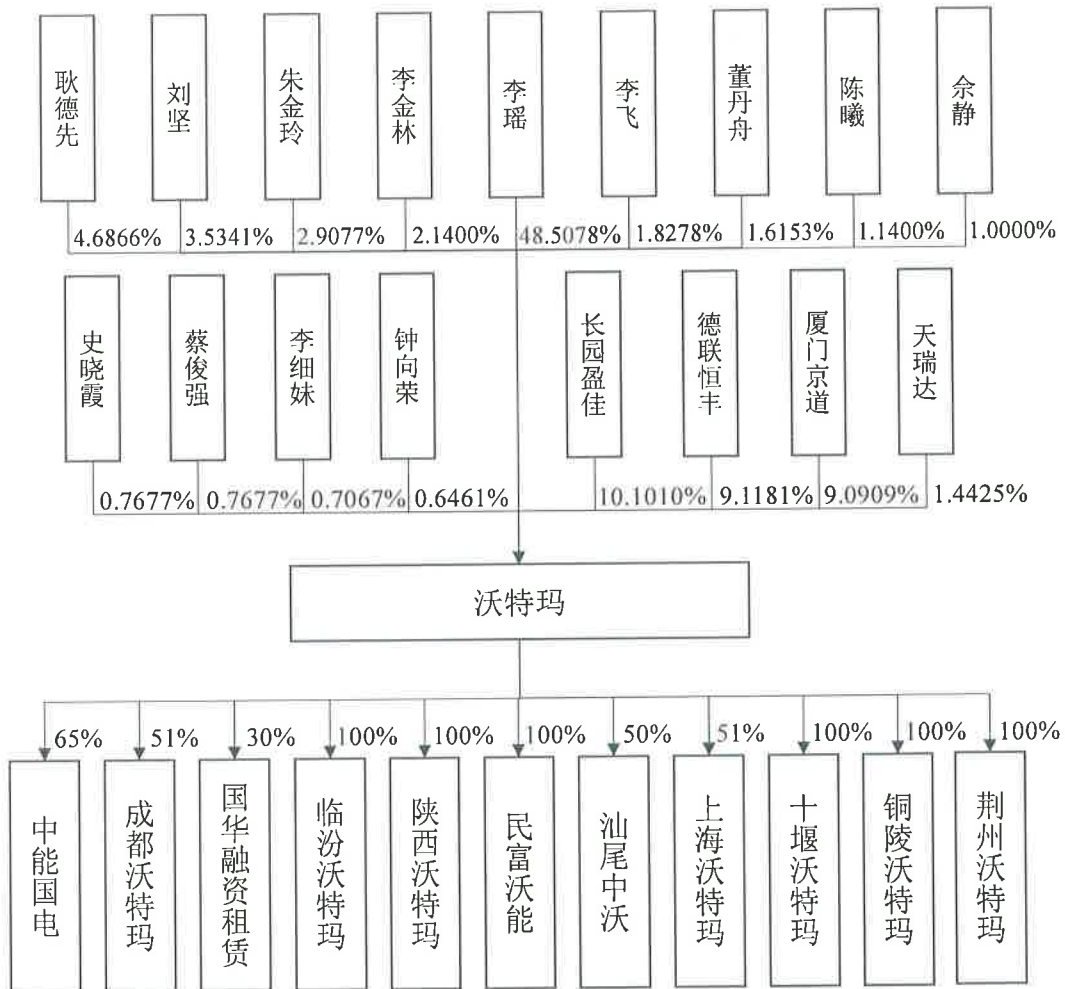 耿德先
刘坚
朱金玲
李金林
李瑶
李飞
董丹舟
陈曦
佘静
4.6866%
3.5341%
2.9077%
2.1400%
48.5078%
1.8278%
1.6153%
1.1400%
1.0000%
史晓霞
蔡俊强
李细妹
钟向荣
长园盈佳
德联恒丰
厦门京道
天瑞达
0.7677%
0.7677%
0.7067%
0.6461%
10.1010%
9.1181%
9.0909%
1.4425%
沃特玛
65%
51%
30%
100%
100%
100%
50%
51%
100%
100%
100%
中能国电
成都沃特玛
国华融资租赁
临汾沃特玛
陕西沃特玛
民富沃能
汕尾中沃
上海沃特玛
十堰沃特玛
铜陵沃特玛
荆州沃特玛